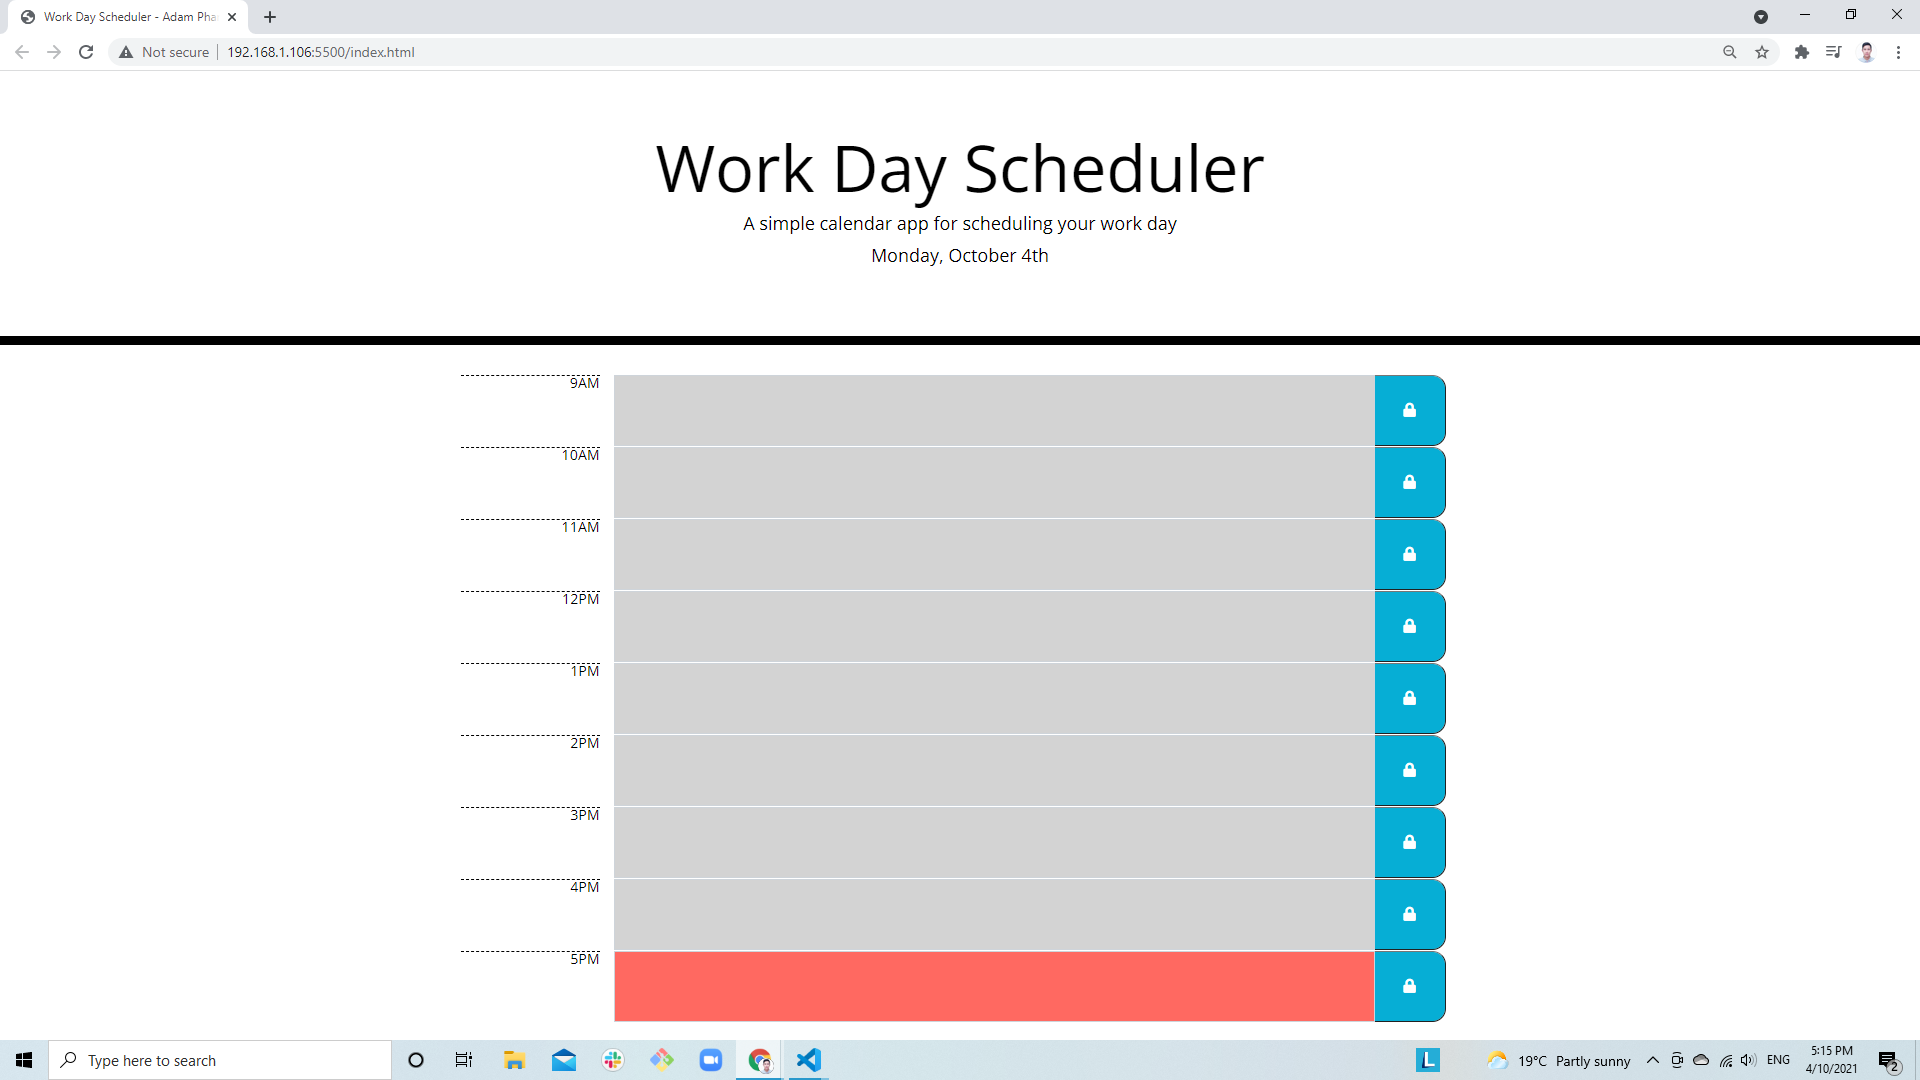 Work Day Scheduler - Adam Pha
Not secure 192.168.1.106:5500/index.html
Work Day Scheduler
A simple calendar app for scheduling your work day
Monday, October 4th
9AM
10AM
11AM
12PM
1PM
2PM
3PM
4PM
5PM
Type here to search
L
19°C Partly sunny
ENG
5:15 PM
4/10/2021
2